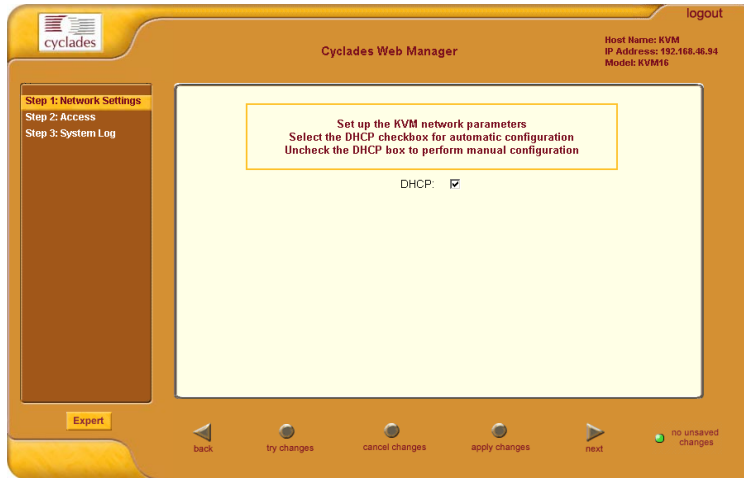 logout
cyclades
Cyclades Web Manager
Host Name: KVM
IP Address: 192.168.46.94
Model: KVM16
Step 1: Network Settings
Step 2: Access
Step 3: System Log
Set up the KVM network parameters
Select the DHCP checkbox for automatic configuration
Uncheck the DHCP box to perform manual configuration
DHCP:
Expert
back
try changes
cancel changes
apply changes
next
no unsaved
changes